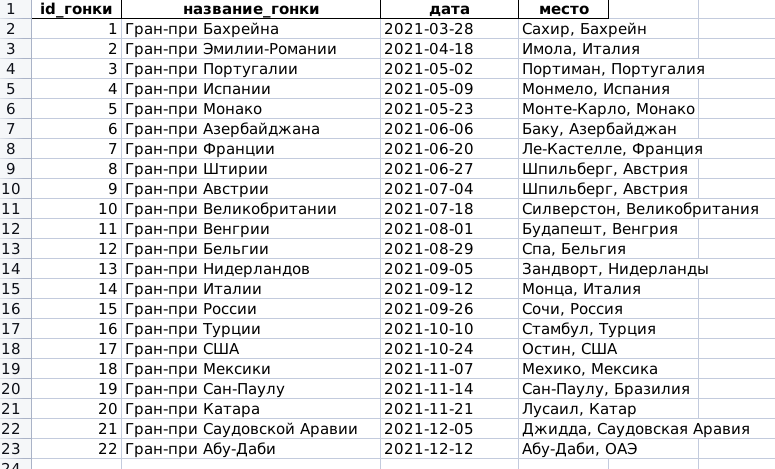 1 id_гонки название_гонки дата место
2 1 Гран-при Бахрейна 2021-03-28 Сахир, Бахрейн
3 2 Гран-при Эмилии-Романии 2021-04-18 Имола, Италия
4 3 Гран-при Португалии 2021-05-02 Портиман, Португалия
5 4 Гран-при Испании 2021-05-09 Монмело, Испания
6 5 Гран-при Монако 2021-05-23 Монте-Карло, Монако
7 6 Гран-при Азербайджана 2021-06-06 Баку, Азербайджан
8 7 Гран-при Франции 2021-06-20 Ле-Кастелле, Франция
9 8 Гран-при Штирии 2021-06-27 Шпильберг, Австрия
10 9 Гран-при Австрии 2021-07-04 Шпильберг, Австрия
11 10 Гран-при Великобритании 2021-07-18 Силверстон, Великобритания
12 11 Гран-при Венгрии 2021-08-01 Будапешт, Венгрия
13 12 Гран-при Бельгии 2021-08-29 Спа, Бельгия
14 13 Гран-при Нидерландов 2021-09-05 Зандворт, Нидерланды
15 14 Гран-при Италии 2021-09-12 Монца, Италия
16 15 Гран-при России 2021-09-26 Сочи, Россия
17 16 Гран-при Турции 2021-10-10 Стамбул, Турция
18 17 Гран-при США 2021-10-24 Остин, США
19 18 Гран-при Мексики 2021-11-07 Мехико, Мексика
20 19 Гран-при Сан-Паулу 2021-11-14 Сан-Паулу, Бразилия
21 20 Гран-при Катара 2021-11-21 Лусаил, Катар
22 21 Гран-при Саудовской Аравии 2021-12-05 Джидда, Саудовская Аравия
23 22 Гран-при Абу-Даби 2021-12-12 Абу-Даби, ОАЭ
24